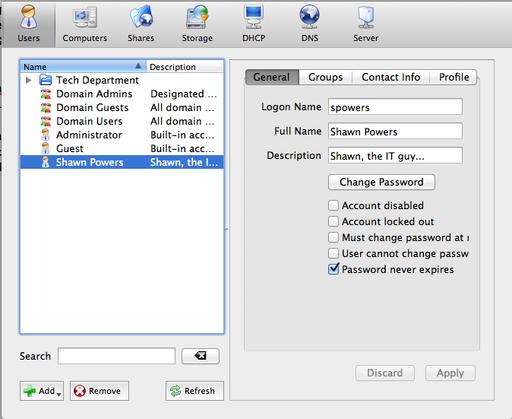 Users Computers Shares Storage DHCP DNS Server
Name Description
Tech Department
Domain Admins Designated ...
Domain Guests All domain ...
Domain Users All domain ...
Administrator Built-in acc...
Guest Built-in acc...
Shawn Powers Shawn, the I...
Search
Add Remove Refresh
General Groups Contact Info Profile
Logon Name spowers
Full Name Shawn Powers
Description Shawn, the IT guy...
Change Password
Account disabled
Account locked out
Must change password at
User cannot change passw
Password never expires
Discard Apply